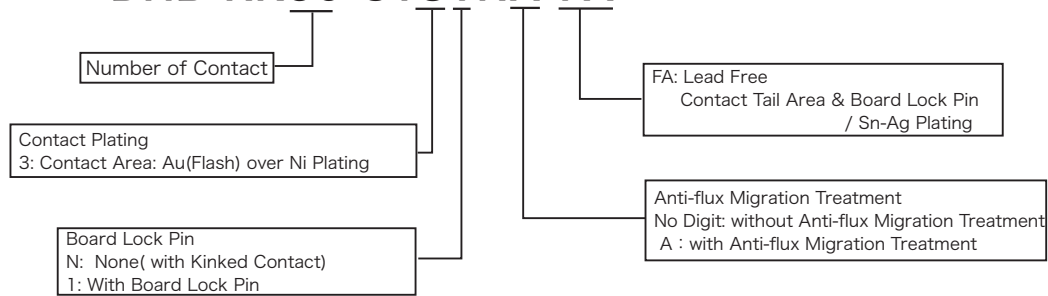 Number of Contact
FA: Lead Free
Contact Tail Area & Board Lock Pin
/ Sn-Ag Plating
Contact Plating
3: Contact Area: Au(Flash) over Ni Plating
Anti-flux Migration Treatment
No Digit: without Anti-flux Migration Treatment
A : with Anti-flux Migration Treatment
Board Lock Pin
N: None( with Kinked Contact)
1: With Board Lock Pin